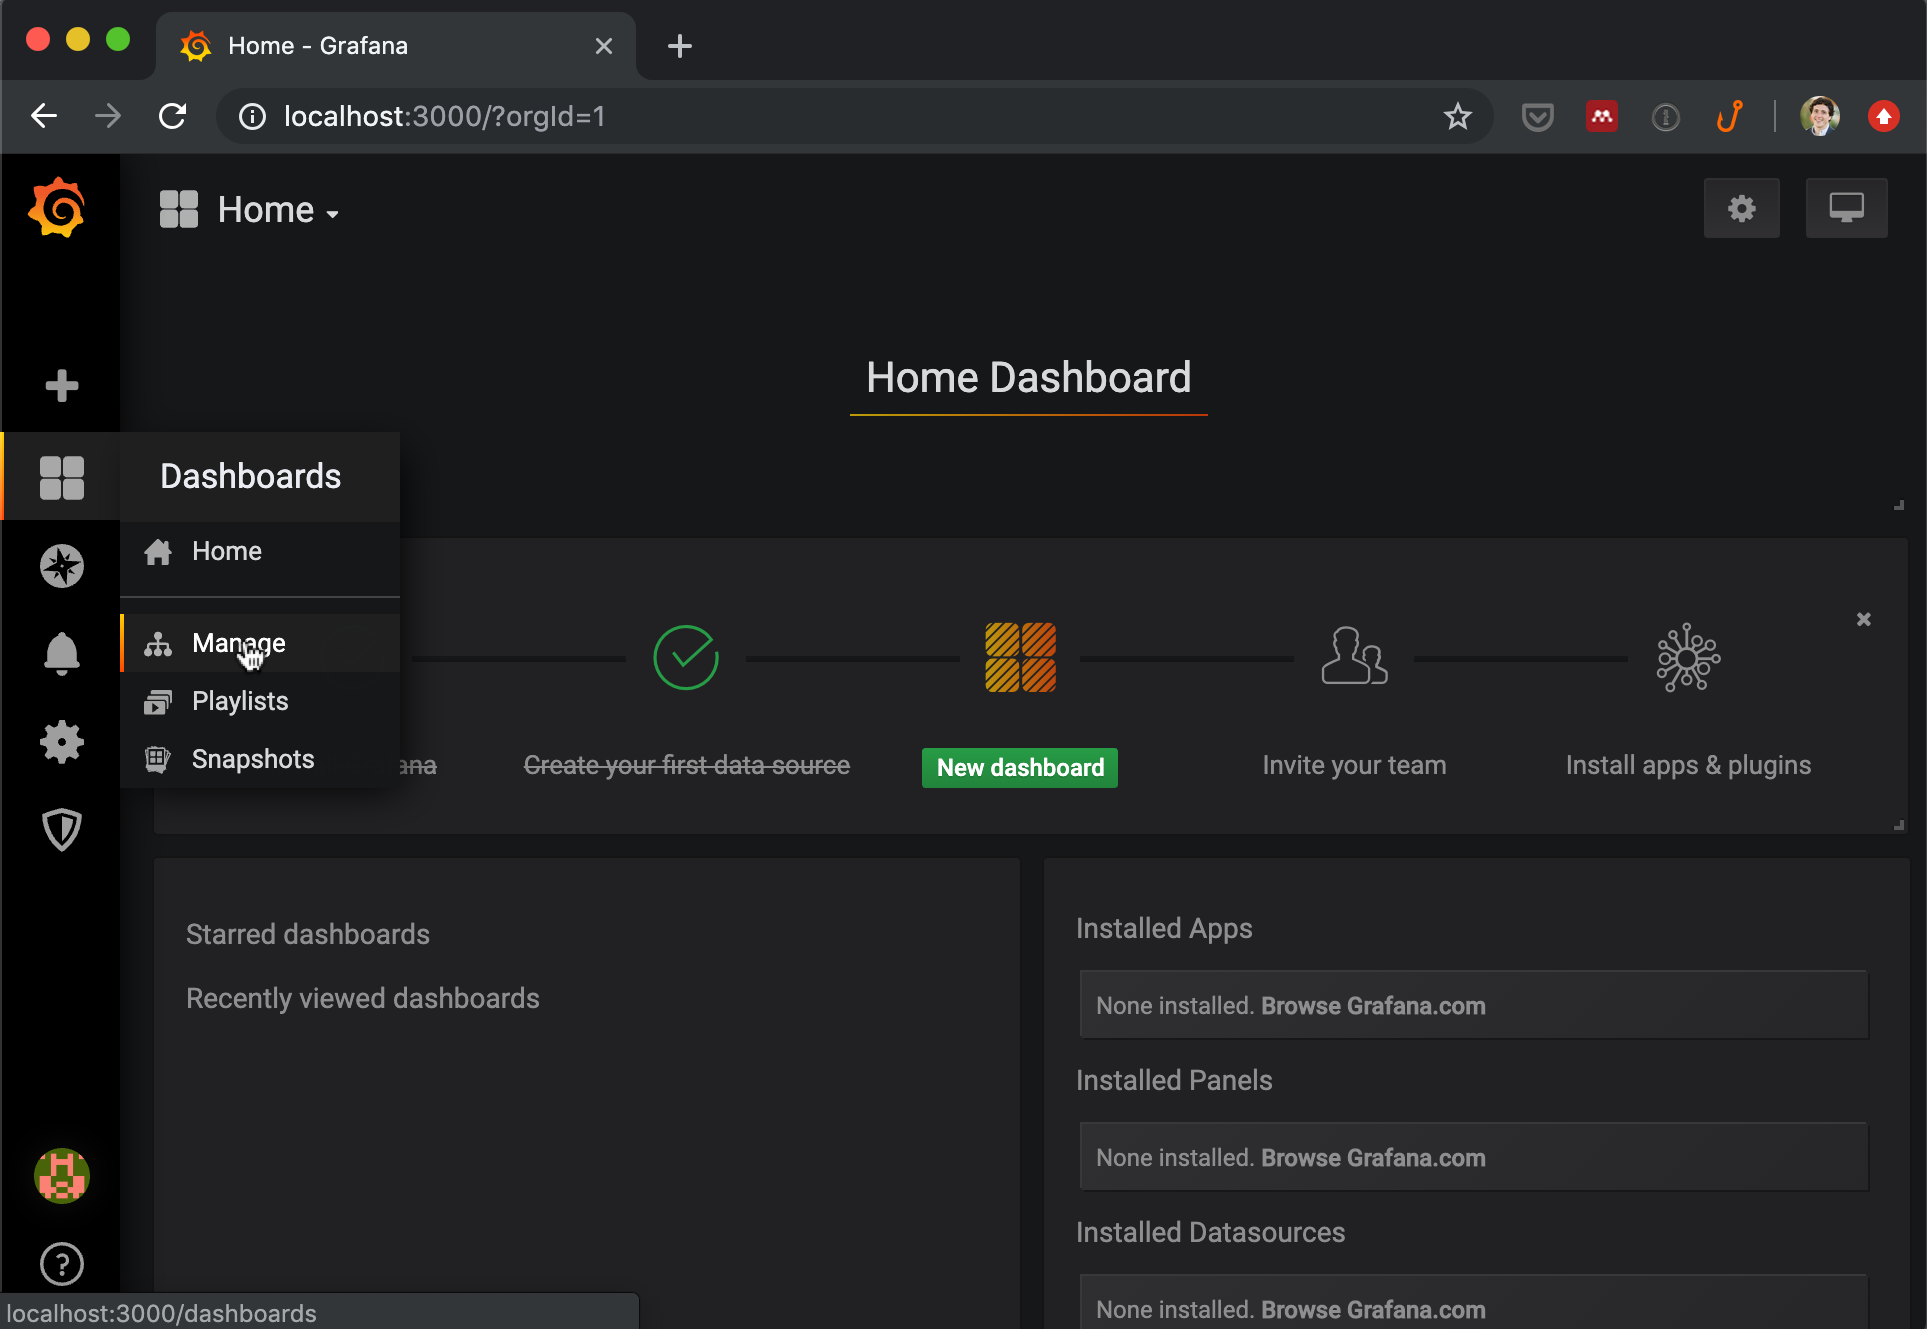 Home - Grafana
localhost:3000/?orgId=1
Home
Home Dashboard
Dashboards
Home
Manage
Playlists
Snapshots
ana
Create your first data source
New dashboard
Invite your team
Install apps & plugins
Starred dashboards
Recently viewed dashboards
Installed Apps
None installed. Browse Grafana.com
Installed Panels
None installed. Browse Grafana.com
Installed Datasources
None installed. Browse Grafana.com
localhost:3000/dashboards